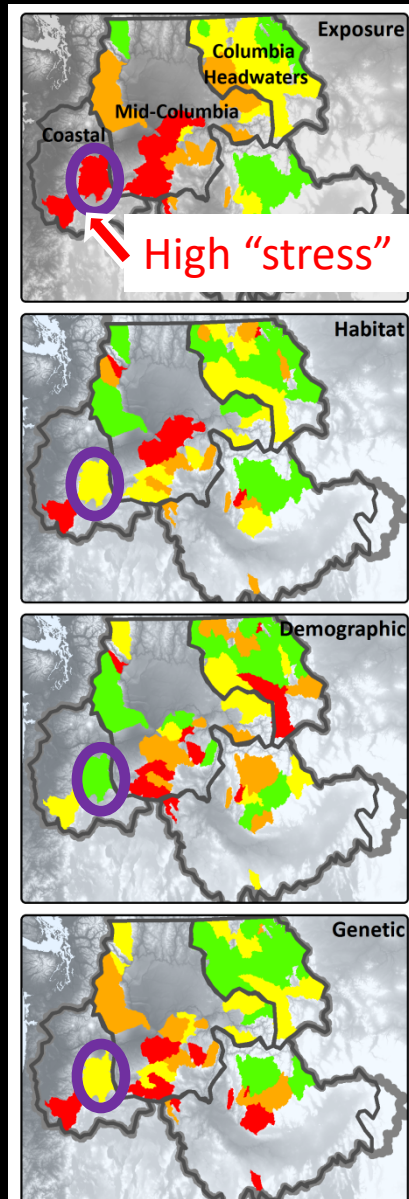 Exposure
Columbia
Headwaters
Mid-Columbia
Coastal
High “stress”
Habitat
Demographic
Genetic